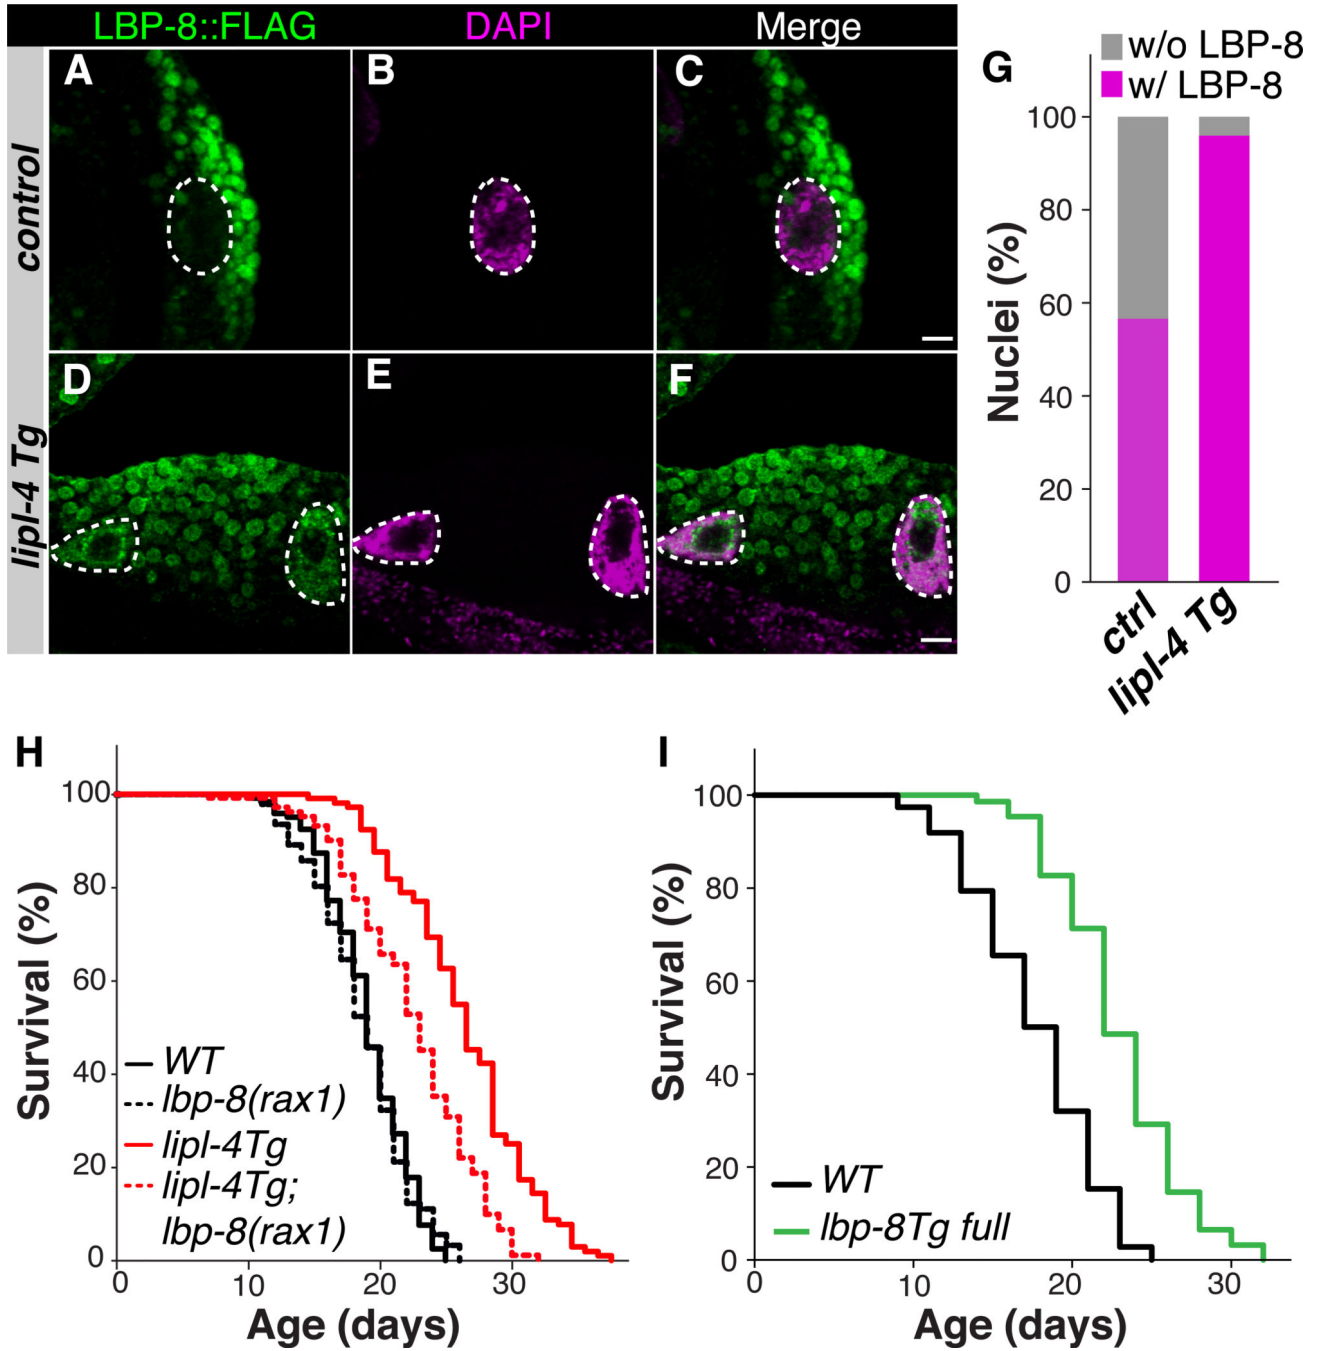 LBP-8::FLAG DAPI Merge
control
lipl-4 Tg
A B C
D E F
G
w/o LBP-8
w/ LBP-8
Nuclei (%)
100
80
60
40
20
0
ctrl
lipl-4 Tg
H
Survival (%)
100
80
60
40
20
0
WT
lbp-8(rax1)
lipl-4Tg
lipl-4Tg;
lbp-8(rax1)
0 10 20 30
Age (days)
I
Survival (%)
100
80
60
40
20
0
WT
lbp-8Tg full
0 10 20 30
Age (days)